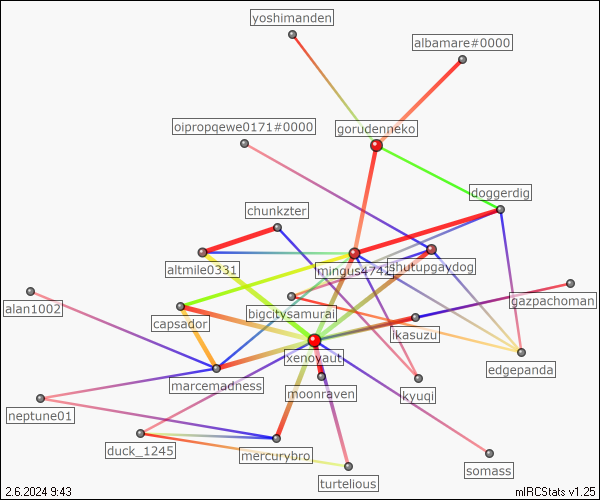 yoshimanden
albamare#0000
oipropqewe0171#0000
gorudenneko
doggerdig
chunkzter
altmile0331
mingus4742
shutupgaydog
alan1002
capsador
bigcitysamurai
gazpachoman
ikasuzu
xenoyaut
edgepanda
marcemadness
moonraven
kyuqi
neptune01
duck_1245
mercurybro
somass
turtelious
2.6.2024 9:43
mIRCStats v1.25